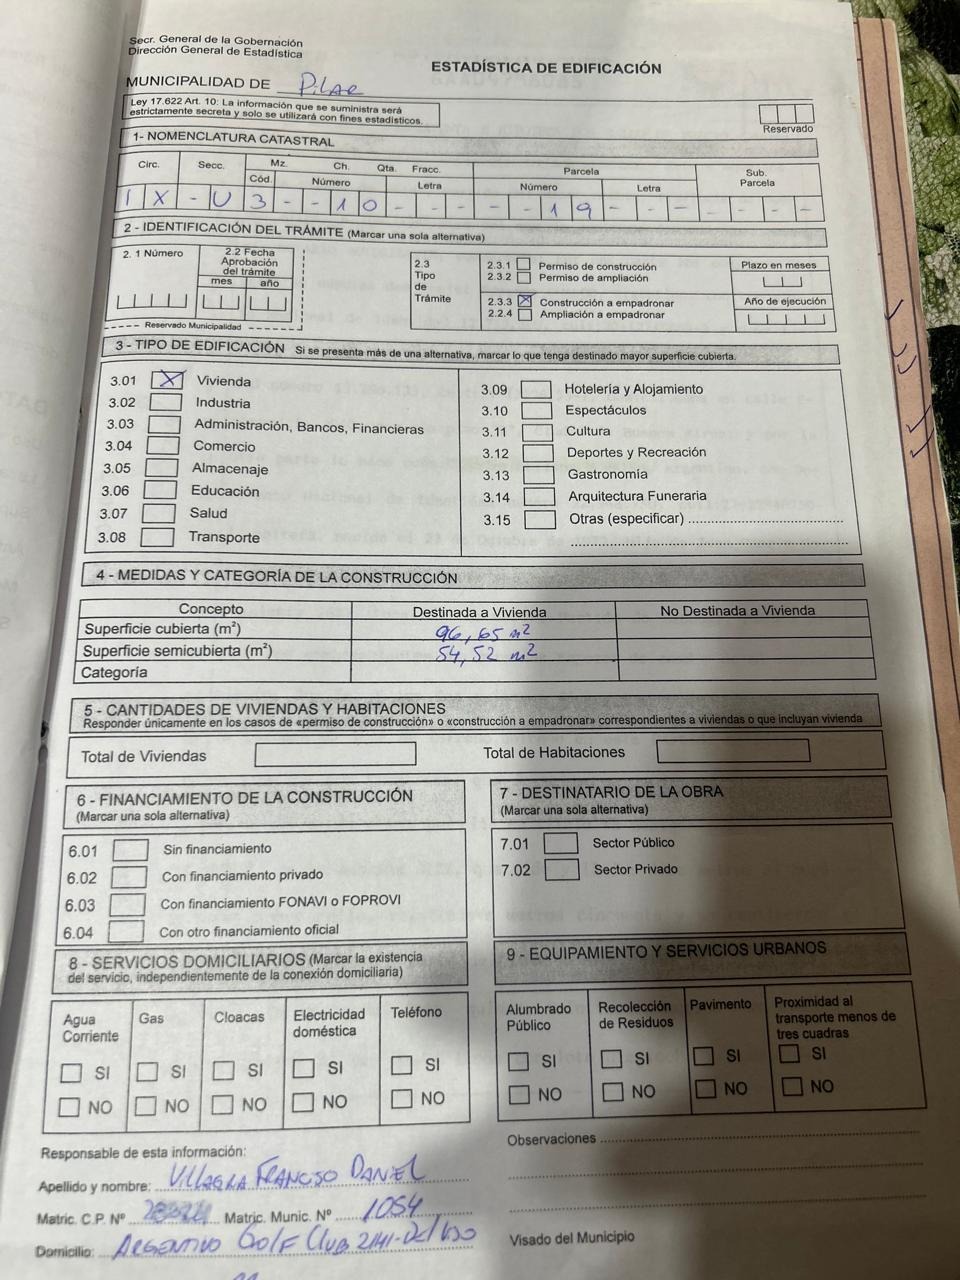 Secr. General de la Gobernación
Dirección General de Estadística
ESTADÍSTICA DE EDIFICACIÓN
MUNICIPALIDAD DE Pilar
Ley 17.622 Art. 10: La información que se suministra será
estrictamente secreta y solo se utilizará con fines estadísticos.
Reservado
1- NOMENCLATURA CATASTRAL
Circ. Secc. Mz. Ch. Qta. Fracc. Parcela Sub. Parcela
Cód. Número Letra Número Letra
I X - U 3 - - 1 0 - - - - - 1 9 - - - - - -
2 - IDENTIFICACIÓN DEL TRÁMITE (Marcar una sola alternativa)
2. 1 Número
2.2 Fecha Aprobación del trámite
mes año
Reservado Municipalidad
2.3 Tipo de Trámite
2.3.1 Permiso de construcción
2.3.2 Permiso de ampliación
2.3.3 X Construcción a empadronar
2.2.4 Ampliación a empadronar
Plazo en meses
Año de ejecución
3 - TIPO DE EDIFICACIÓN Si se presenta más de una alternativa, marcar lo que tenga destinado mayor superficie cubierta.
3.01 X Vivienda
3.02 Industria
3.03 Administración, Bancos, Financieras
3.04 Comercio
3.05 Almacenaje
3.06 Educación
3.07 Salud
3.08 Transporte
3.09 Hotelería y Alojamiento
3.10 Espectáculos
3.11 Cultura
3.12 Deportes y Recreación
3.13 Gastronomía
3.14 Arquitectura Funeraria
3.15 Otras (especificar)
4 - MEDIDAS Y CATEGORÍA DE LA CONSTRUCCIÓN
Concepto Destinada a Vivienda No Destinada a Vivienda
Superficie cubierta (m²) 96,65 m²
Superficie semicubierta (m²) 54,52 m²
Categoría
5 - CANTIDADES DE VIVIENDAS Y HABITACIONES
Responder únicamente en los casos de «permiso de construcción» o «construcción a empadronar» correspondientes a viviendas o que incluyan vivienda
Total de Viviendas Total de Habitaciones
6 - FINANCIAMIENTO DE LA CONSTRUCCIÓN
(Marcar una sola alternativa)
6.01 Sin financiamiento
6.02 Con financiamiento privado
6.03 Con financiamiento FONAVI o FOPROVI
6.04 Con otro financiamiento oficial
7 - DESTINATARIO DE LA OBRA
(Marcar una sola alternativa)
7.01 Sector Público
7.02 Sector Privado
8 - SERVICIOS DOMICILIARIOS (Marcar la existencia
del servicio, independientemente de la conexión domiciliaria)
Agua Corriente Gas Cloacas Electricidad doméstica Teléfono
SI SI SI SI SI
NO NO NO NO NO
9 - EQUIPAMIENTO Y SERVICIOS URBANOS
Alumbrado Público Recolección de Residuos Pavimento Proximidad al transporte menos de tres cuadras
SI SI SI SI
NO NO NO NO
Responsable de esta información:
Apellido y nombre: Villagra Franciso Daniel
Matric. C.P. Nº Matric. Munic. Nº 1054
Domicilio: Argentino Golf Club 2141-Del Viso
Observaciones
Visado del Municipio